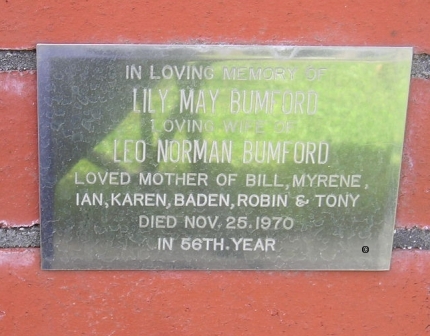 IN LOVING MEMORY OF
LILY MAY BUMFORD
LOVING WIFE OF
LEO NORMAN BUMFORD
LOVED MOTHER OF BILL, MYRENE,
IAN, KAREN, BADEN, ROBIN & TONY
DIED NOV. 25. 1970
IN 56TH. YEAR